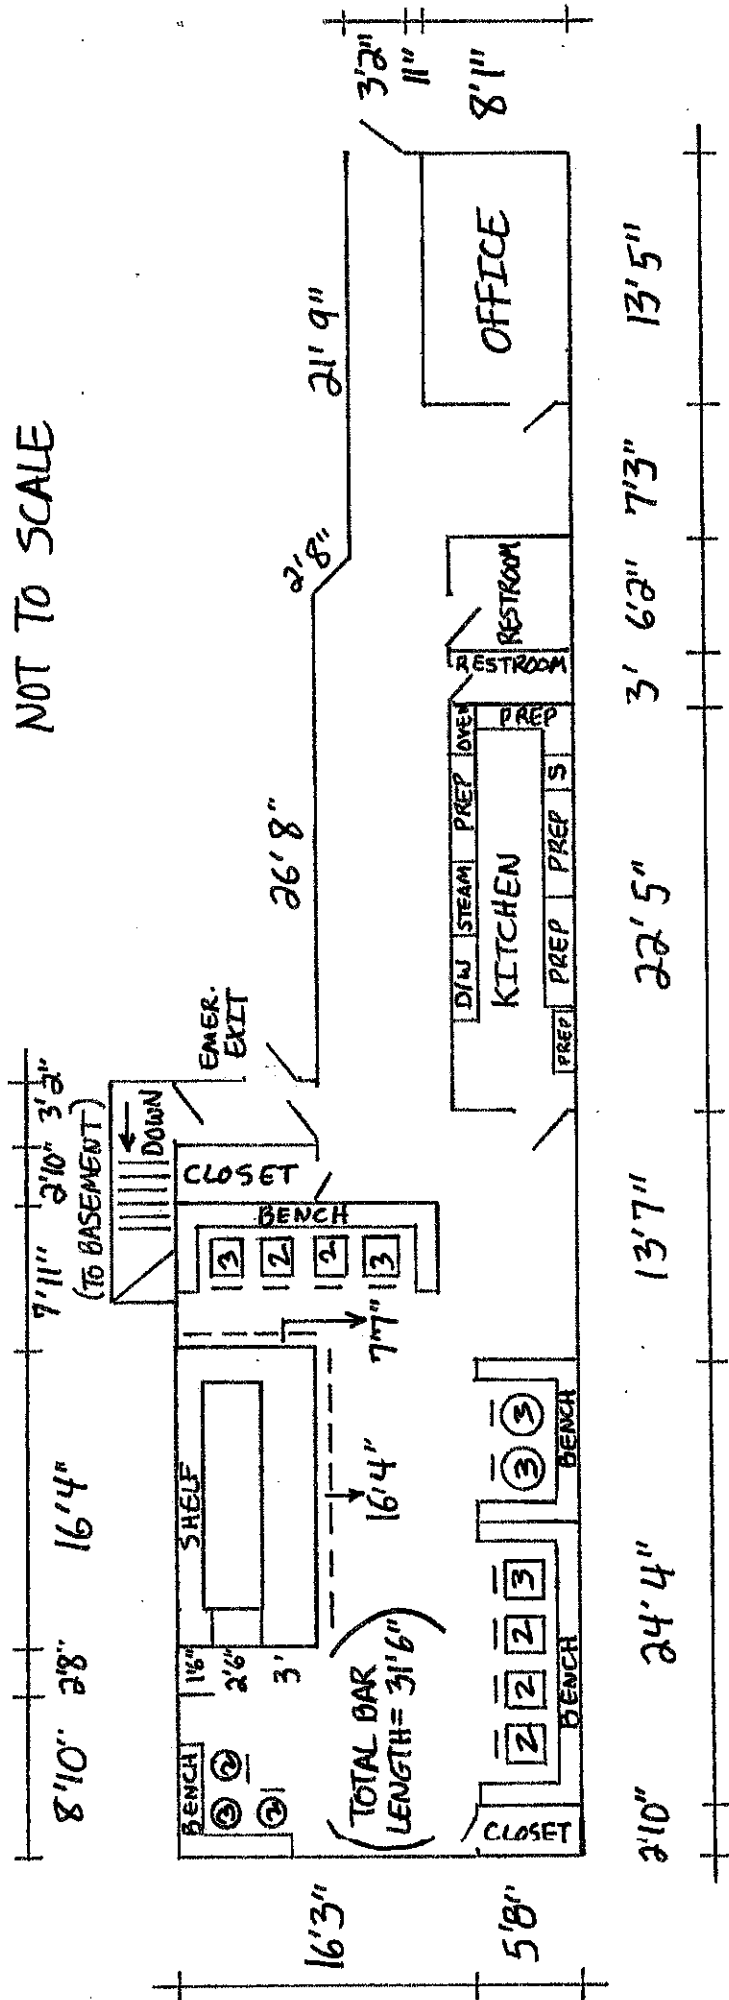 NOT TO SCALE
8'10" 2'8" 16'4" 7'11" 2'10" 3'2"
(TO BASEMENT)
DOWN
BENCH
3 2
2
1'6"
2'6"
3'
SHELF
CLOSET
BENCH
3 2 2 3
EMER.
EXIT
26'8"
2'8"
21'9"
3'2"
11"
8'1"
16'3"
5'8"
(TOTAL BAR
LENGTH = 31'6")
16'4"
7'7"
CLOSET
2 2 2 3
BENCH
3 3
BENCH
D/W STEAM PREP OVEN
KITCHEN
PREP
PREP PREP PREP S
RESTROOM
RESTROOM
OFFICE
2'10" 24'4" 13'7" 22'5" 3' 6'2" 7'3" 13'5"